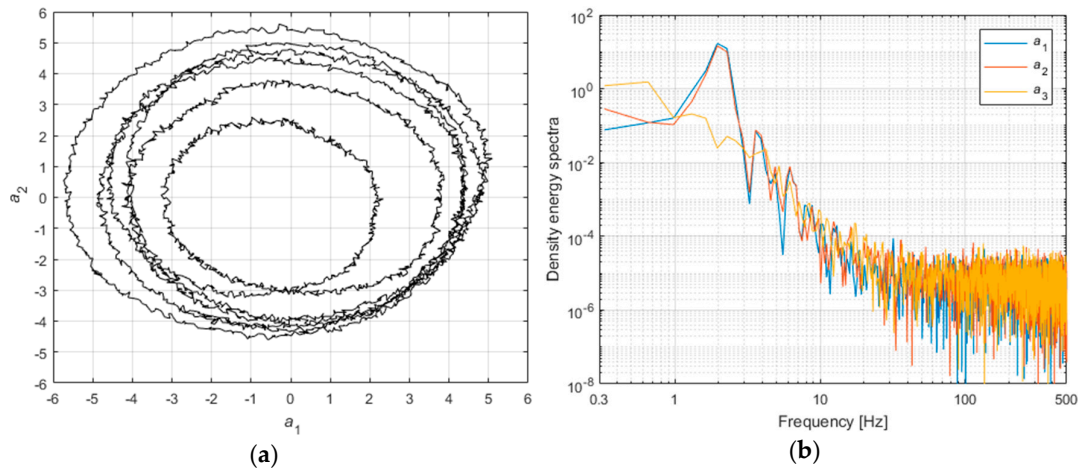 6
5
4
3
2
1
0
-1
-2
-3
-4
-5
-6
a2
-6 -5 -4 -3 -2 -1 0 1 2 3 4 5 6
a1
(a)
10^2
10^0
10^-2
10^-4
10^-6
10^-8
Density energy spectra
a1
a2
a3
0.3 1 10 100 500
Frequency [Hz]
(b)